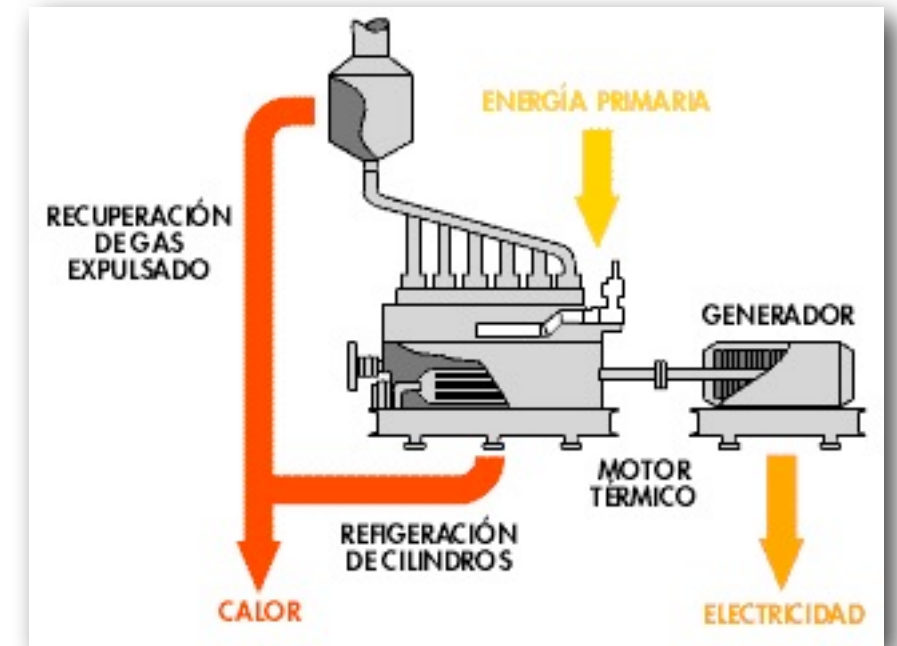 ENERGÍA PRIMARIA
RECUPERACIÓN
DE GAS
EXPULSADO
GENERADOR
MOTOR
TÉRMICO
REFIGERACIÓN
DE CILINDROS
CALOR
ELECTRICIDAD